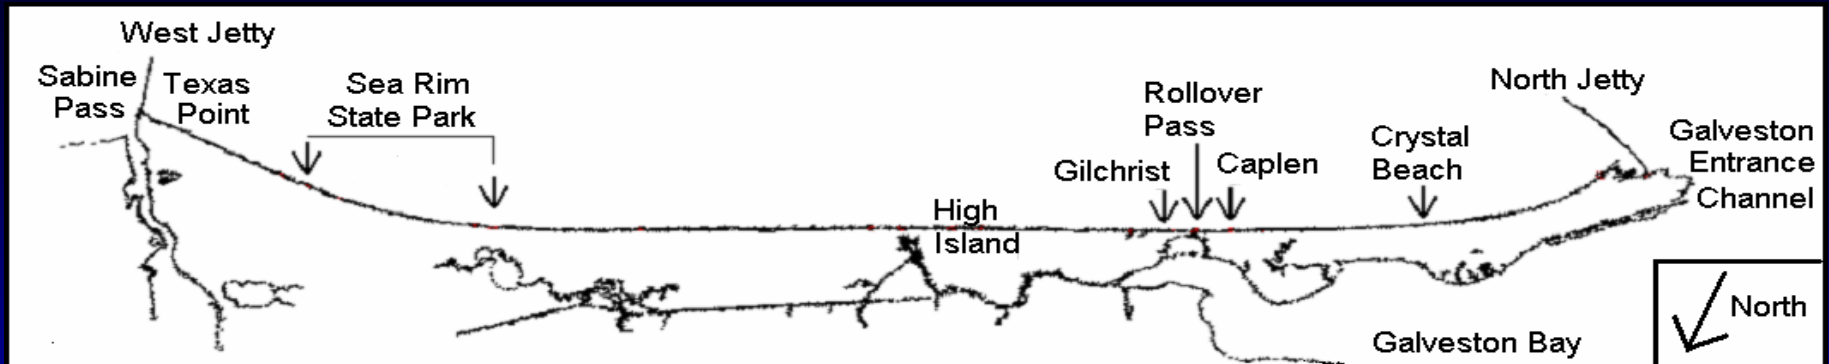 West Jetty
Sabine
Pass
Texas
Point
Sea Rim
State Park
High
Island
Gilchrist
Rollover
Pass
Caplen
Crystal
Beach
North Jetty
Galveston
Entrance
Channel
Galveston Bay
North